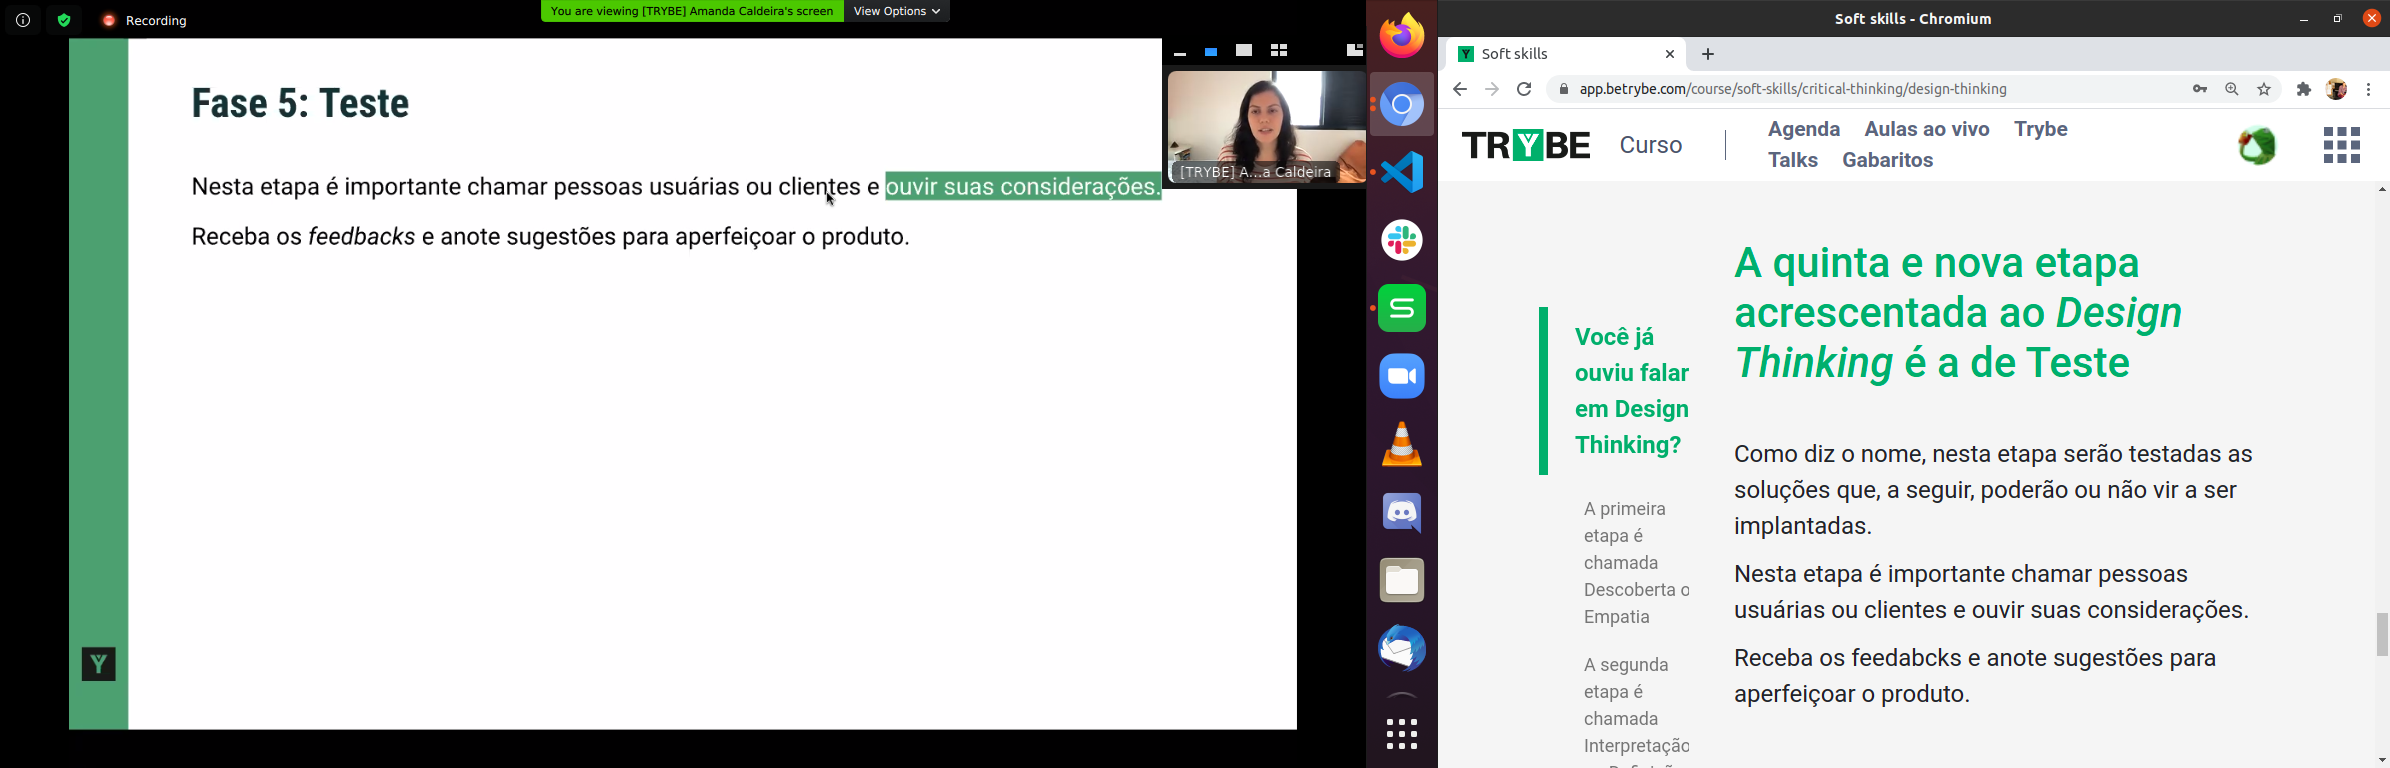 Recording
You are viewing [TRYBE] Amanda Caldeira's screen
View Options
Fase 5: Teste
Nesta etapa é importante chamar pessoas usuárias ou clientes e ouvir suas considerações.
Receba os feedbacks e anote sugestões para aperfeiçoar o produto.
[TRYBE] A...a Caldeira
Soft skills - Chromium
Soft skills
app.betrybe.com/course/soft-skills/critical-thinking/design-thinking
TRYBE
Curso
Agenda Aulas ao vivo Trybe
Talks Gabaritos
Você já
ouviu falar
em Design
Thinking?
A primeira
etapa é
chamada
Descoberta o
Empatia
A segunda
etapa é
chamada
Interpretação
A quinta e nova etapa
acrescentada ao Design
Thinking é a de Teste
Como diz o nome, nesta etapa serão testadas as
soluções que, a seguir, poderão ou não vir a ser
implantadas.
Nesta etapa é importante chamar pessoas
usuárias ou clientes e ouvir suas considerações.
Receba os feedabcks e anote sugestões para
aperfeiçoar o produto.